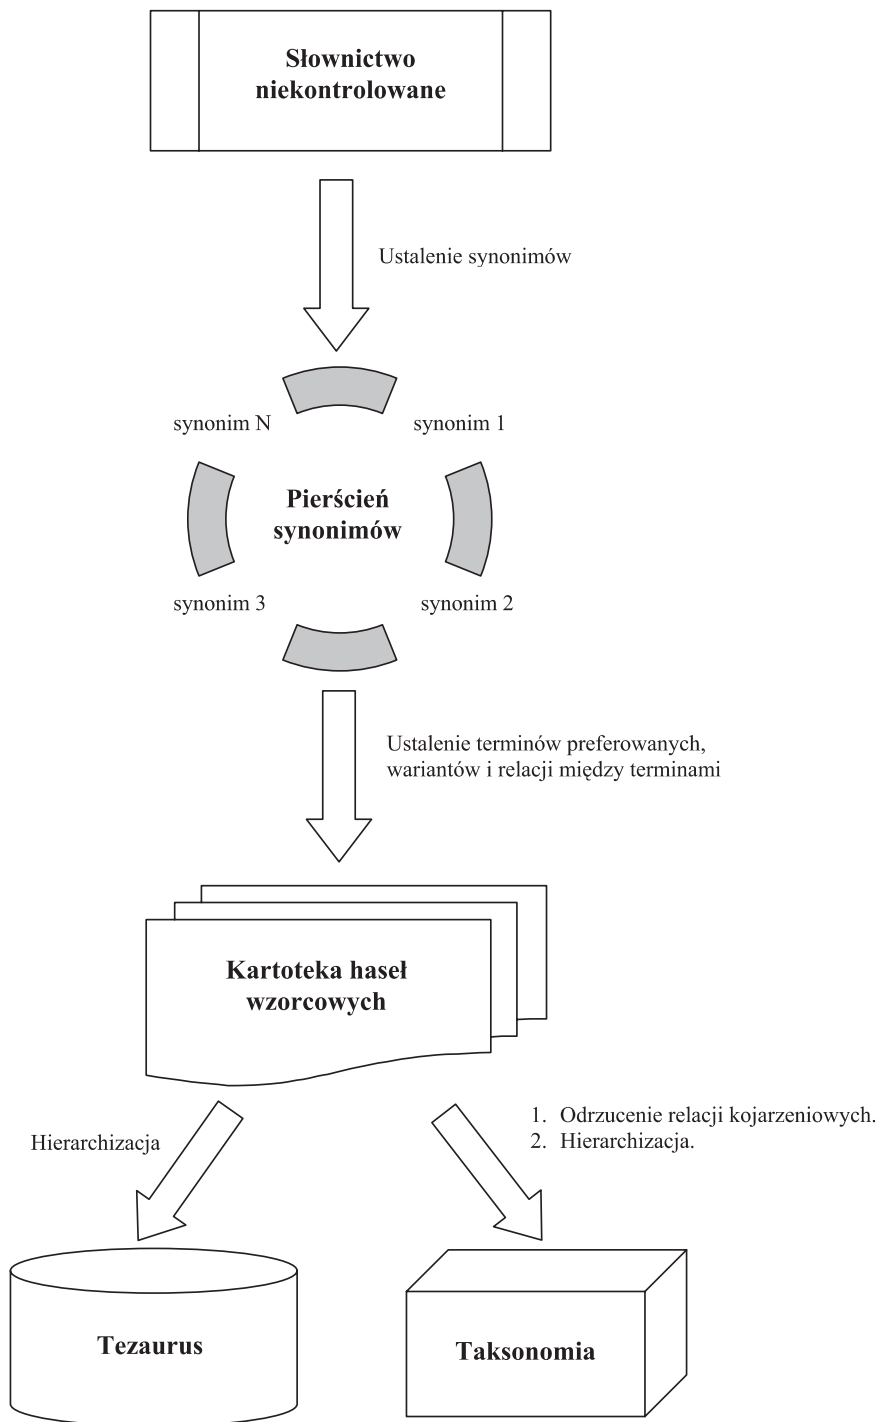 Słownictwo
niekontrolowane
Ustalenie synonimów
synonim N
synonim 1
Pierścień
synonimów
synonim 3
synonim 2
Ustalenie terminów preferowanych,
wariantów i relacji między terminami
Kartoteka haseł
wzorcowych
Hierarchizacja
1. Odrzucenie relacji kojarzeniowych.
2. Hierarchizacja.
Tezaurus
Taksonomia